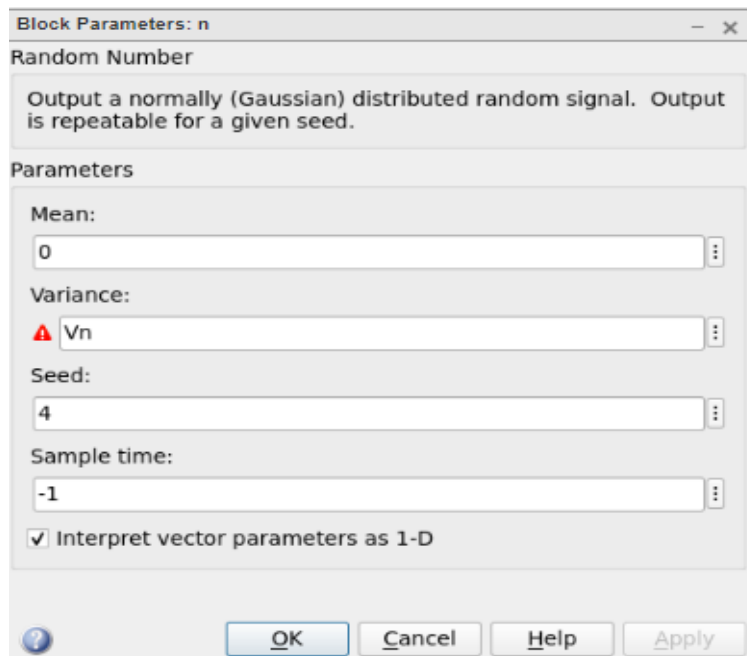 Block Parameters: n
Random Number
Output a normally (Gaussian) distributed random signal. Output
is repeatable for a given seed.
Parameters
Mean:
0
Variance:
Vn
Seed:
4
Sample time:
-1
Interpret vector parameters as 1-D
OK Cancel Help Apply